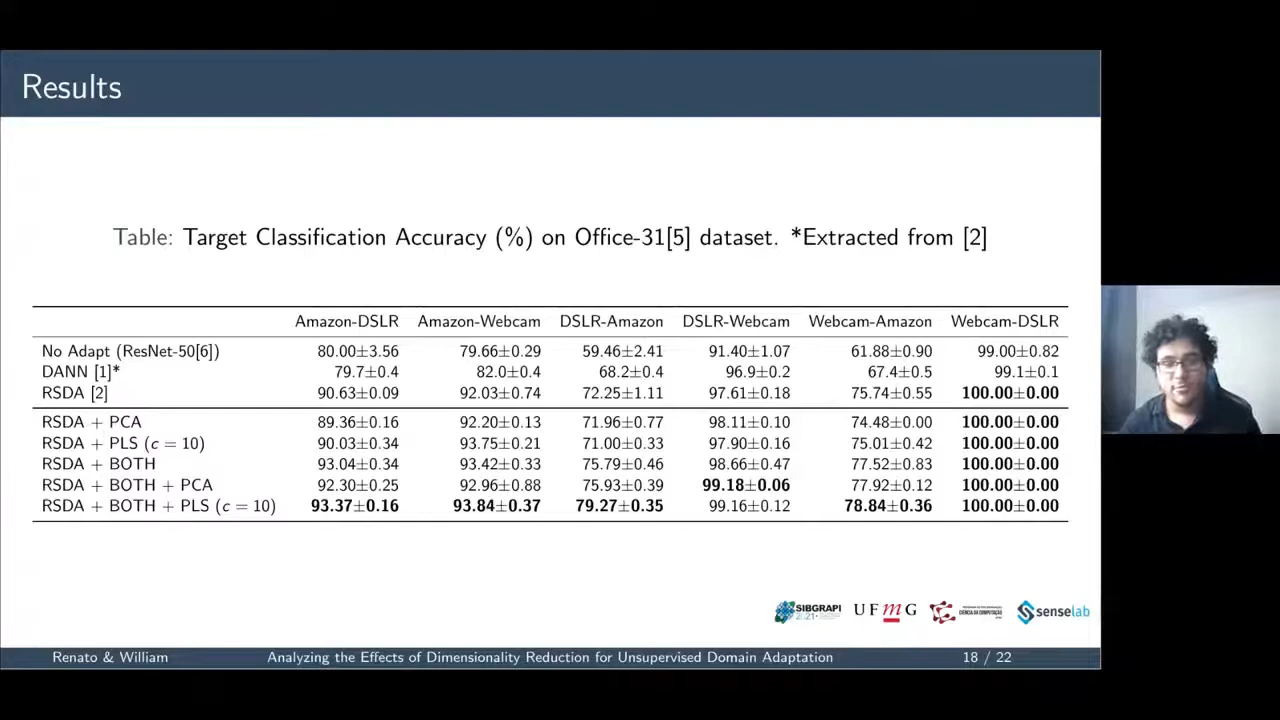 Results
Table: Target Classification Accuracy (%) on Office-31[5] dataset. *Extracted from [2]
Amazon-DSLR Amazon-Webcam DSLR-Amazon DSLR-Webcam Webcam-Amazon Webcam-DSLR
No Adapt (ResNet-50[6]) 80.00±3.56 79.66±0.29 59.46±2.41 91.40±1.07 61.88±0.90 99.00±0.82
DANN [1]* 79.7±0.4 82.0±0.4 68.2±0.4 96.9±0.2 67.4±0.5 99.1±0.1
RSDA [2] 90.63±0.09 92.03±0.74 72.25±1.11 97.61±0.18 75.74±0.55 100.00±0.00
RSDA + PCA 89.36±0.16 92.20±0.13 71.96±0.77 98.11±0.10 74.48±0.00 100.00±0.00
RSDA + PLS (c = 10) 90.03±0.34 93.75±0.21 71.00±0.33 97.90±0.16 75.01±0.42 100.00±0.00
RSDA + BOTH 93.04±0.34 93.42±0.33 75.79±0.46 98.66±0.47 77.52±0.83 100.00±0.00
RSDA + BOTH + PCA 92.30±0.25 92.96±0.88 75.93±0.39 99.18±0.06 77.92±0.12 100.00±0.00
RSDA + BOTH + PLS (c = 10) 93.37±0.16 93.84±0.37 79.27±0.35 99.16±0.12 78.84±0.36 100.00±0.00
SIBGRAPI UFmG CIÊNCIA DA COMPUTAÇÃO senselab
Renato & William Analyzing the Effects of Dimensionality Reduction for Unsupervised Domain Adaptation 18 / 22